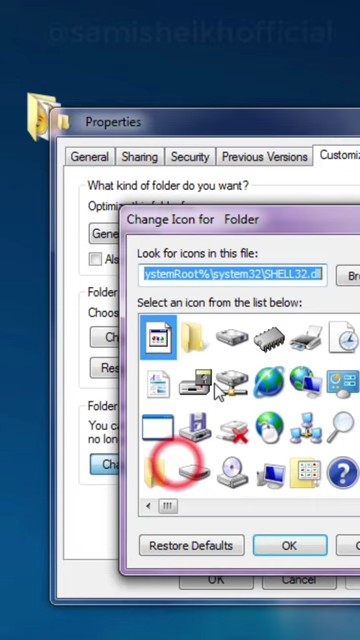 @samisheikhofficial
Properties
General Sharing Security Previous Versions Customiz
What kind of folder do you want?
Gene
Als
Folder
Choos
Ch
Res
Folder
You ca
no lon
Cha
Change Icon for Folder
Look for icons in this file:
ystemRoot%\system32\SHELL32.dll
Bro
Select an icon from the list below:
Restore Defaults OK C
OK Cancel